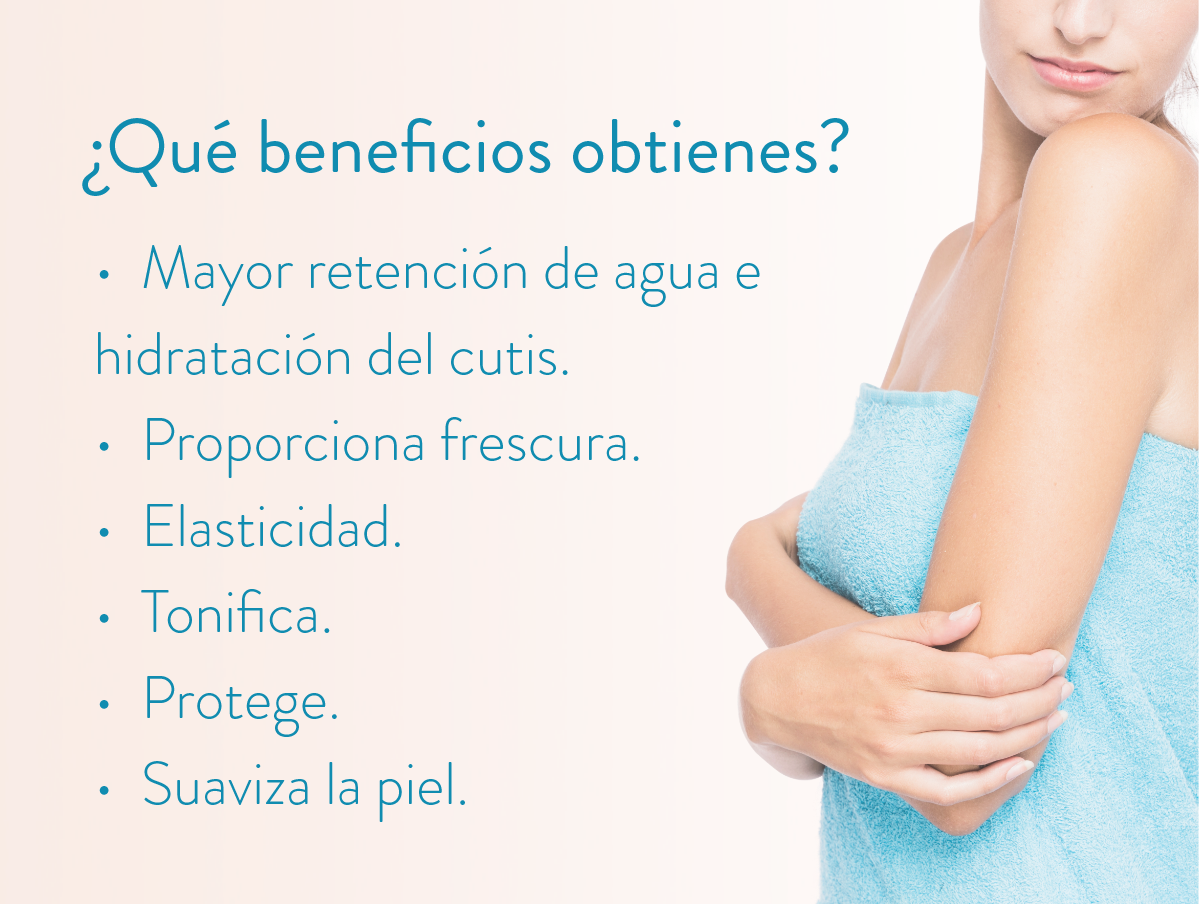 ¿Qué beneficios obtienes?
• Mayor retención de agua e
hidratación del cutis.
• Proporciona frescura.
• Elasticidad.
• Tonifica.
• Protege.
• Suaviza la piel.